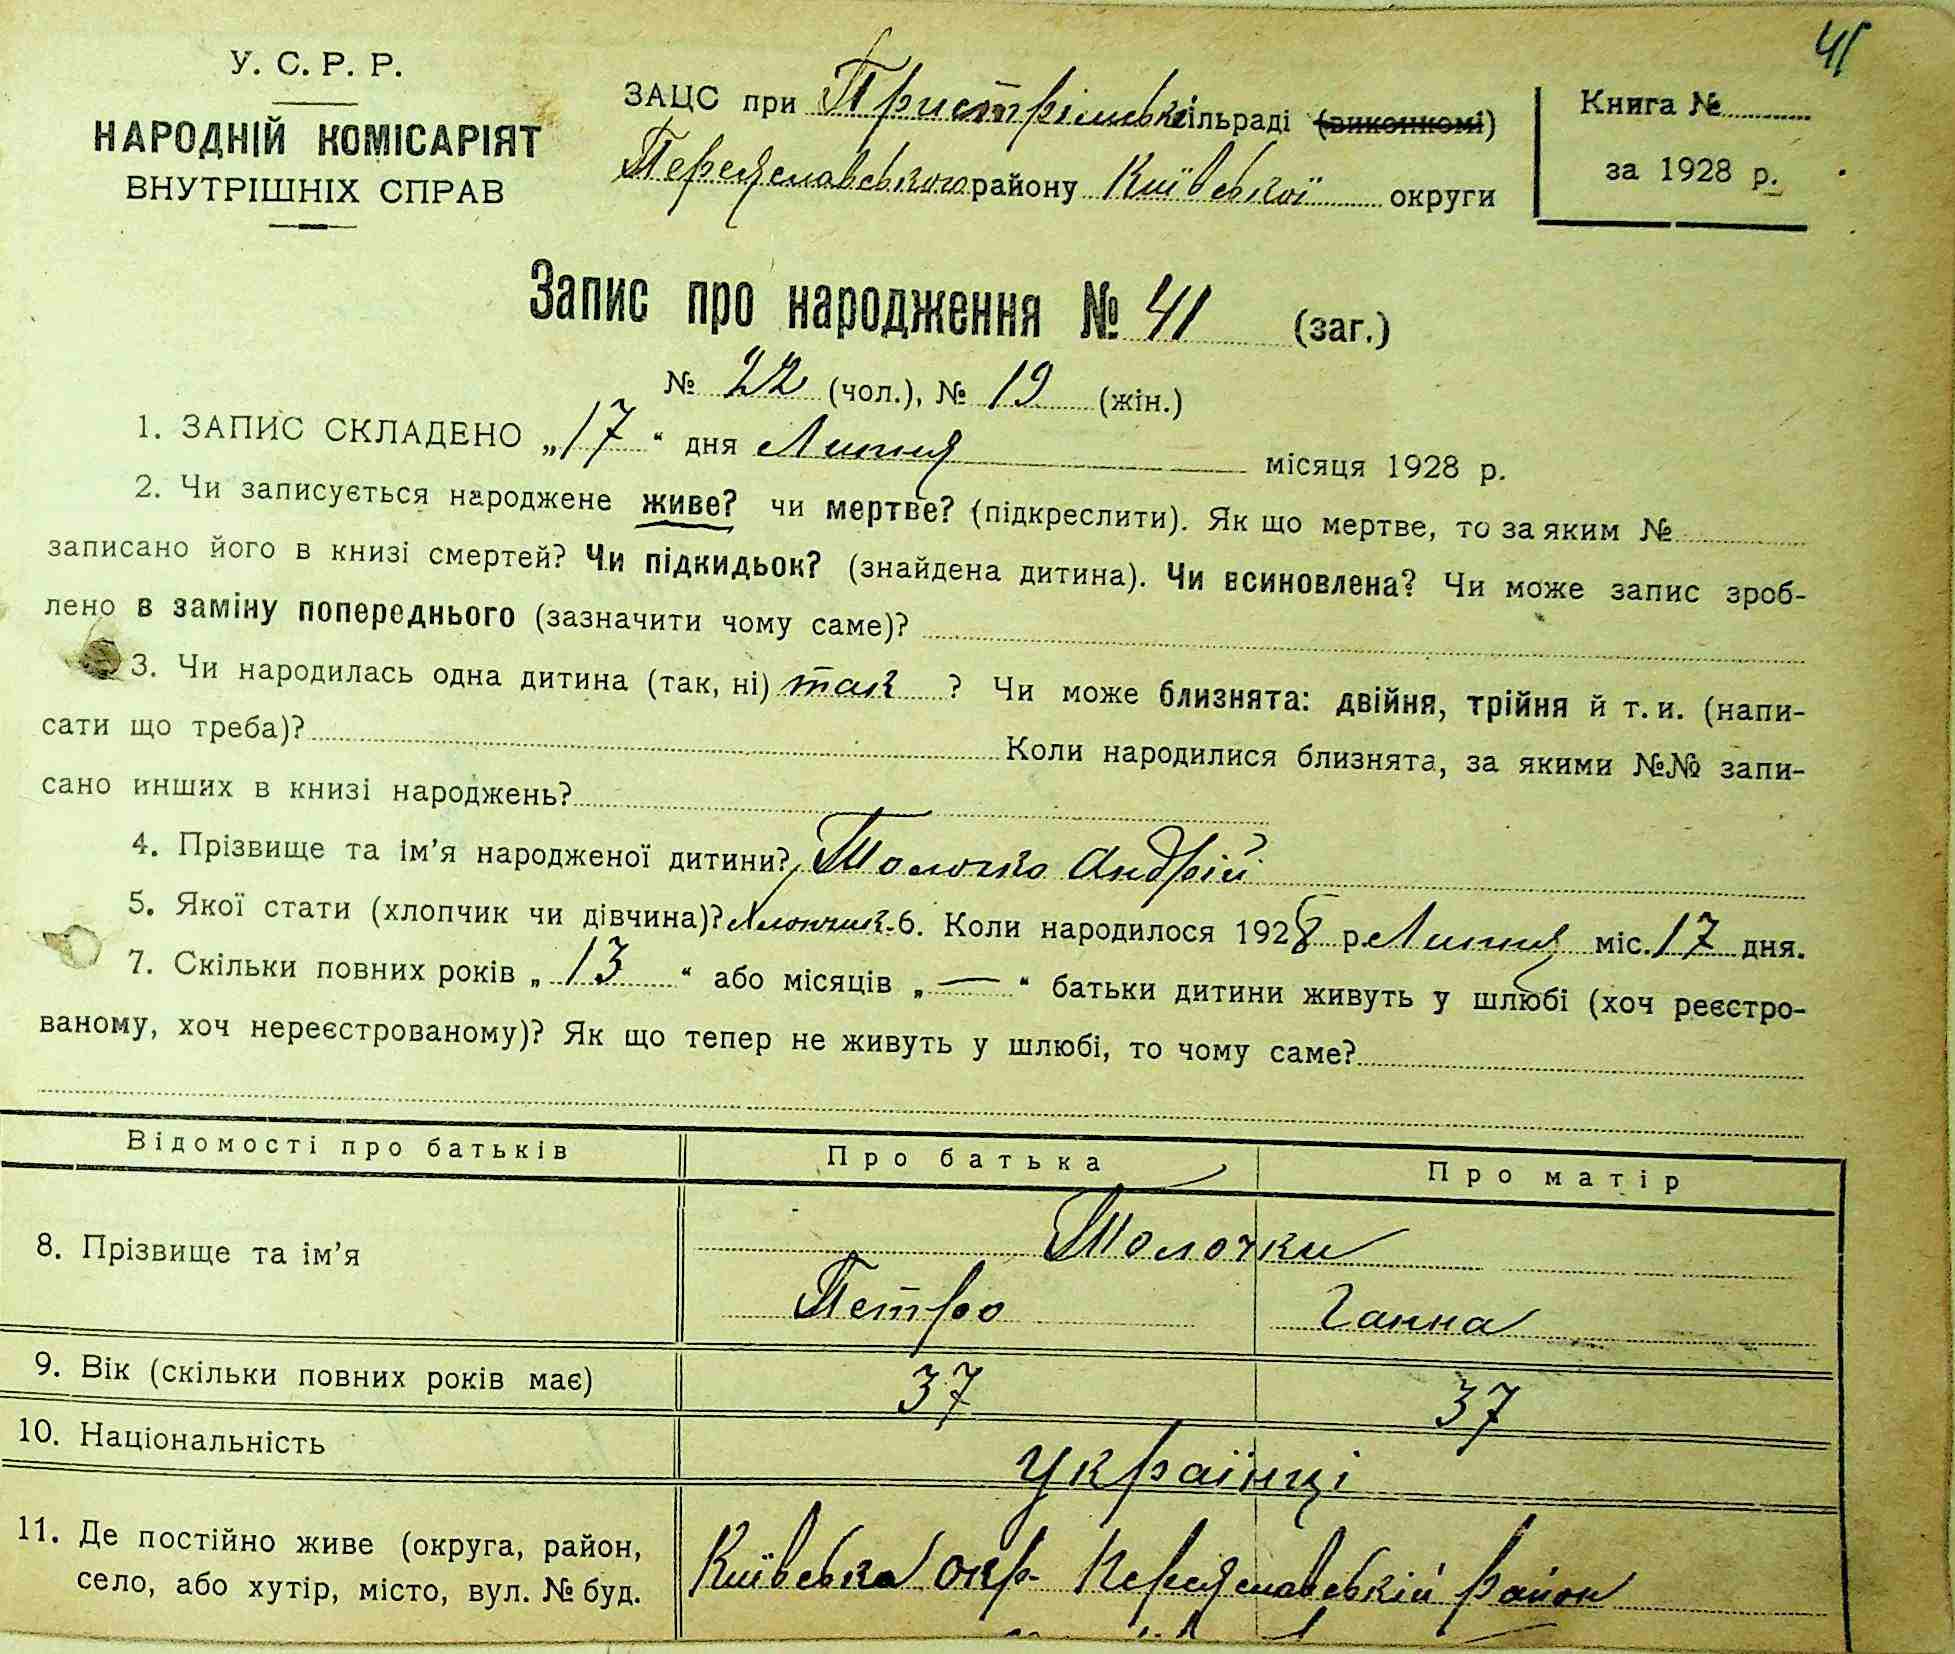 41
У. С. Р. Р.
НАРОДНІЙ КОМІСАРІЯТ
ВНУТРІШНІХ СПРАВ
ЗАЦС при Пристрімській сільраді (виконкомі)
Переяславського району Київської округи
Книга №
за 1928 р.
Запис про народження № 41 (заг.)
№ 22 (чол.), № 19 (жін.)
1. ЗАПИС СКЛАДЕНО „17“ дня Липня місяця 1928 р.
2. Чи записується народжене живе? чи мертве? (підкреслити). Як що мертве, то за яким №
записано його в книзі смертей? Чи підкидьок? (знайдена дитина). Чи всиновлена? Чи може запис зроб-
лено в заміну попереднього (зазначити чому саме)?
3. Чи народилась одна дитина (так, ні) так ? Чи може близнята: двійня, трійня й т. и. (напи-
сати що треба)? Коли народилися близнята, за якими №№ запи-
сано инших в книзі народжень?
4. Прізвище та ім’я народженої дитини? Толочко Андрій
5. Якої стати (хлопчик чи дівчина)? Хлопчик 6. Коли народилося 1928 р. Липня міс. 17 дня.
7. Скільки повних років „13“ або місяців „—“ батьки дитини живуть у шлюбі (хоч реєстро-
ваному, хоч нереєстрованому)? Як що тепер не живуть у шлюбі, то чому саме?
Відомості про батьків Про батька Про матір
8. Прізвище та ім’я Толочки
Петро Ганна
9. Вік (скільки повних років має) 37 37
10. Національність Українці
11. Де постійно живе (округа, район,
село, або хутір, місто, вул. № буд.
Київська окр. Переяславскій район